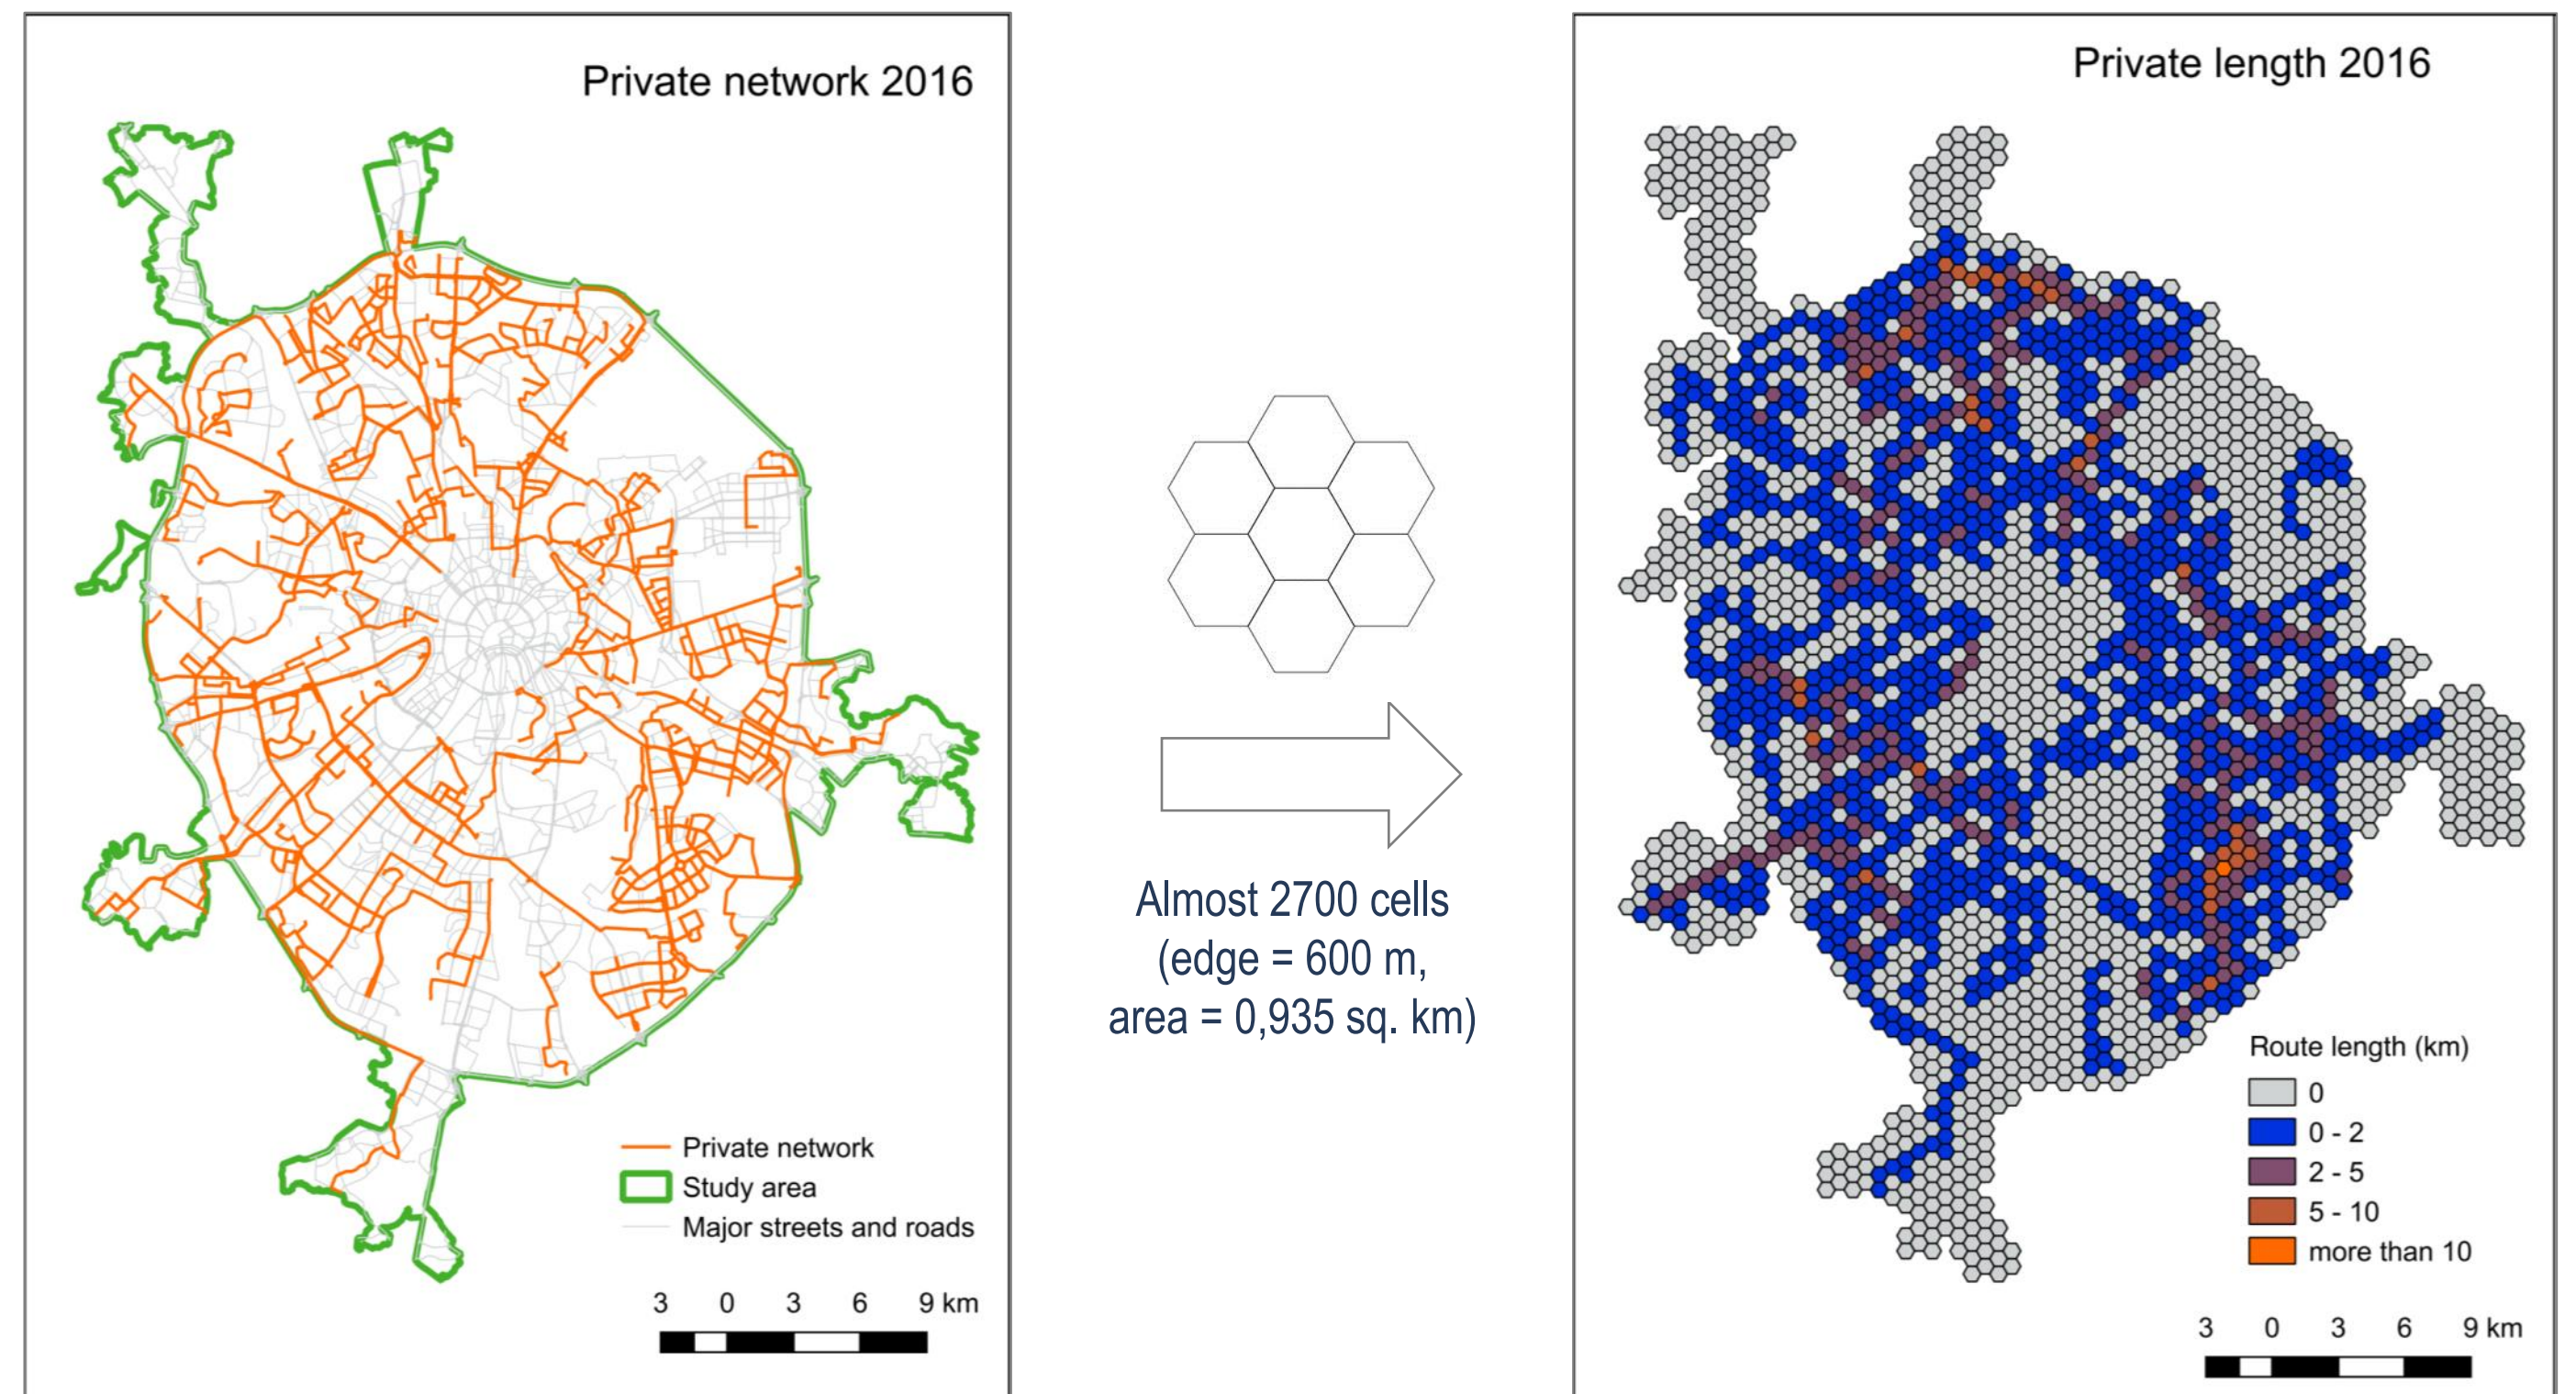 Private network 2016
Private network
Study area
Major streets and roads
3 0 3 6 9 km
Almost 2700 cells
(edge = 600 m,
area = 0,935 sq. km)
Private length 2016
Route length (km)
0
0 - 2
2 - 5
5 - 10
more than 10
3 0 3 6 9 km